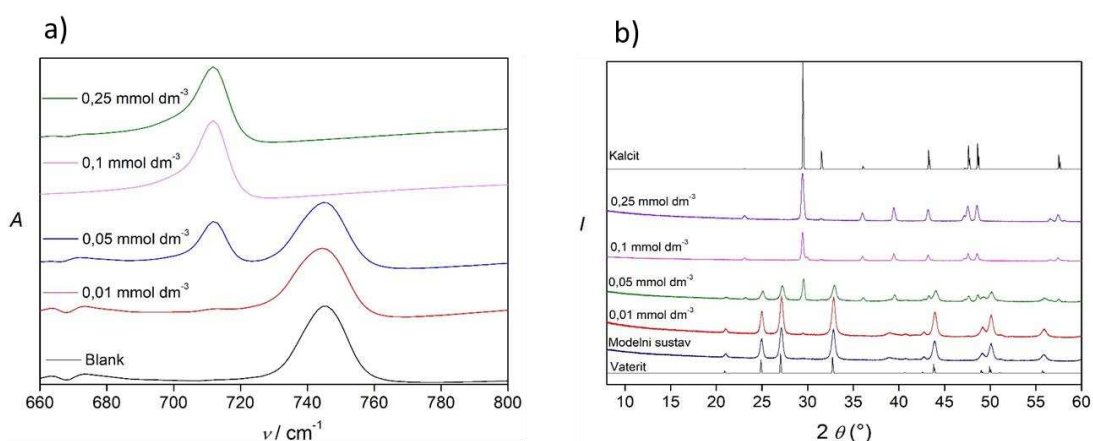 a)
0,25 mmol dm⁻³
0,1 mmol dm⁻³
0,05 mmol dm⁻³
0,01 mmol dm⁻³
Blank
A
660 680 700 720 740 760 780 800
ν / cm⁻¹
b)
Kalcit
0,25 mmol dm⁻³
0,1 mmol dm⁻³
0,05 mmol dm⁻³
0,01 mmol dm⁻³
Modelni sustav
Vaterit
I
10 15 20 25 30 35 40 45 50 55 60
2 θ (°)